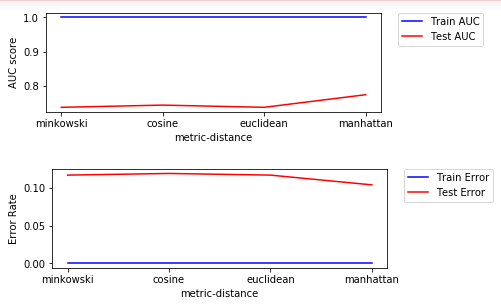 1.0
0.9
0.8
AUC score
minkowski cosine euclidean manhattan
metric-distance
Train AUC
Test AUC
0.10
0.05
0.00
Error Rate
minkowski cosine euclidean manhattan
metric-distance
Train Error
Test Error